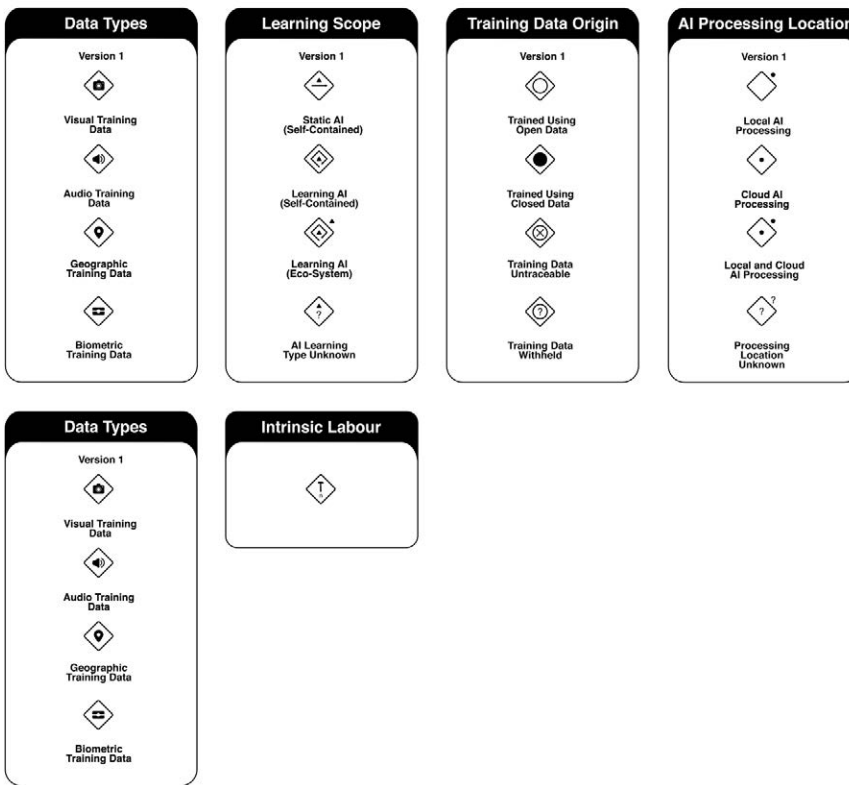 Data Types
Version 1
Visual Training
Data
Audio Training
Data
Geographic
Training Data
Biometric
Training Data
Learning Scope
Version 1
Static AI
(Self-Contained)
Learning AI
(Self-Contained)
Learning AI
(Eco-System)
?
AI Learning
Type Unknown
Training Data Origin
Version 1
Trained Using
Open Data
Trained Using
Closed Data
Training Data
Untraceable
?
Training Data
Withheld
AI Processing Location
Version 1
Local AI
Processing
Cloud AI
Processing
Local and Cloud
AI Processing
? ?
Processing
Location
Unknown
Data Types
Version 1
Visual Training
Data
Audio Training
Data
Geographic
Training Data
Biometric
Training Data
Intrinsic Labour